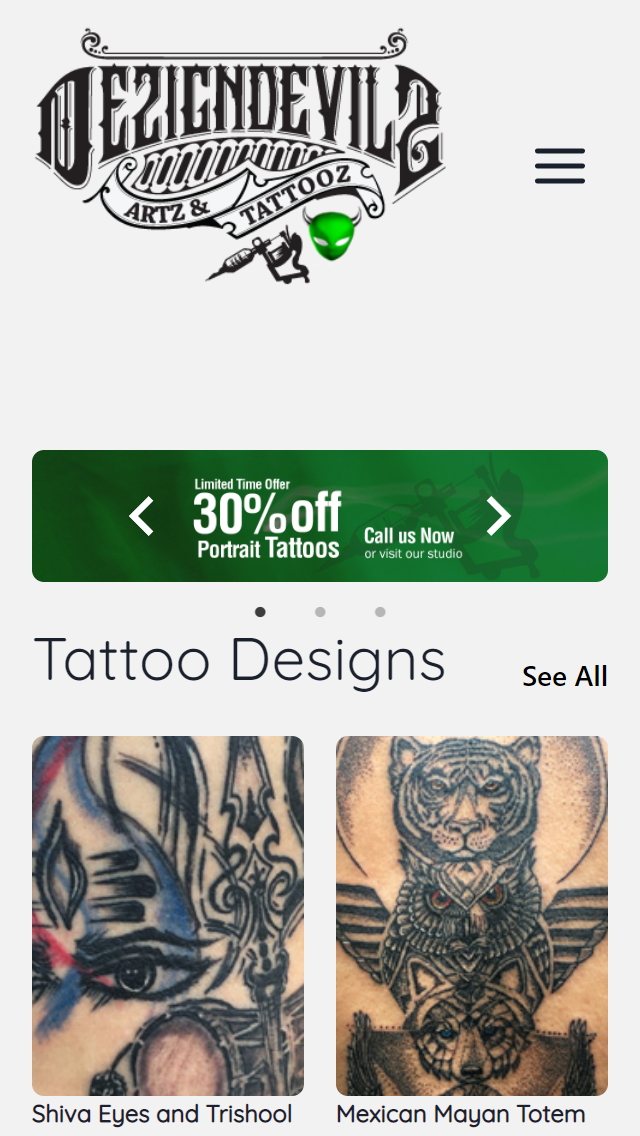 DEZIGNDEVILZ
ARTZ & TATTOOZ
Limited Time Offer
30%off
Portrait Tattoos
Call us Now
or visit our studio
Tattoo Designs
See All
Shiva Eyes and Trishool
Mexican Mayan Totem